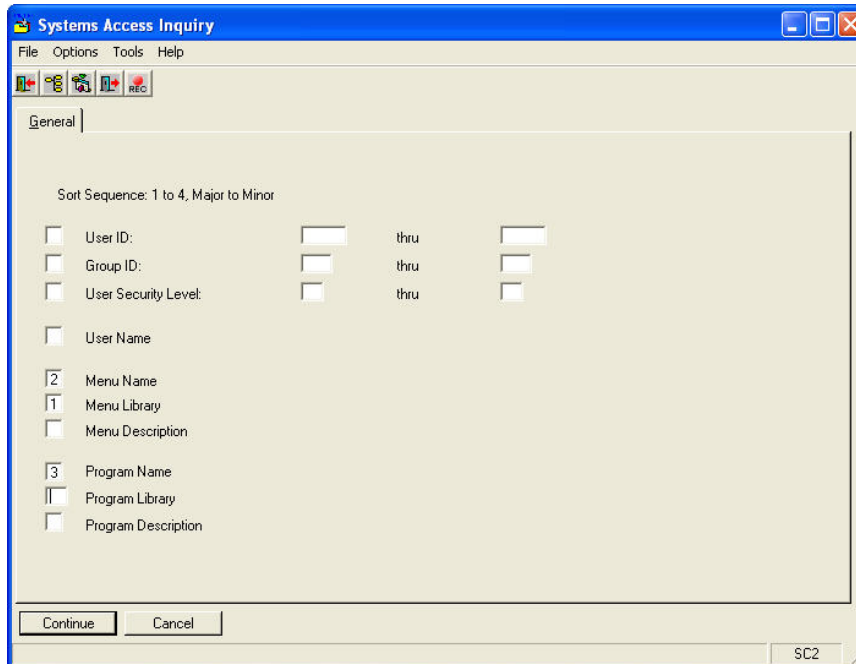 Systems Access Inquiry
File Options Tools Help
REC
General
Sort Sequence: 1 to 4, Major to Minor
User ID: thru
Group ID: thru
User Security Level: thru
User Name
2 Menu Name
1 Menu Library
Menu Description
3 Program Name
Program Library
Program Description
Continue Cancel
SC2